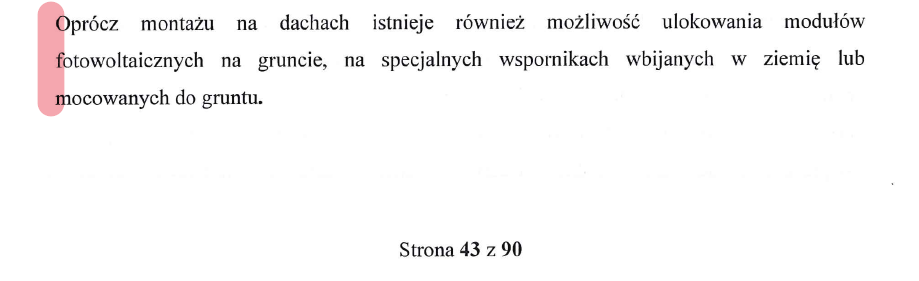 Oprócz montażu na dachach istnieje również możliwość ulokowania modułów
fotowoltaicznych na gruncie, na specjalnych wspornikach wbijanych w ziemię lub
mocowanych do gruntu.
Strona 43 z 90